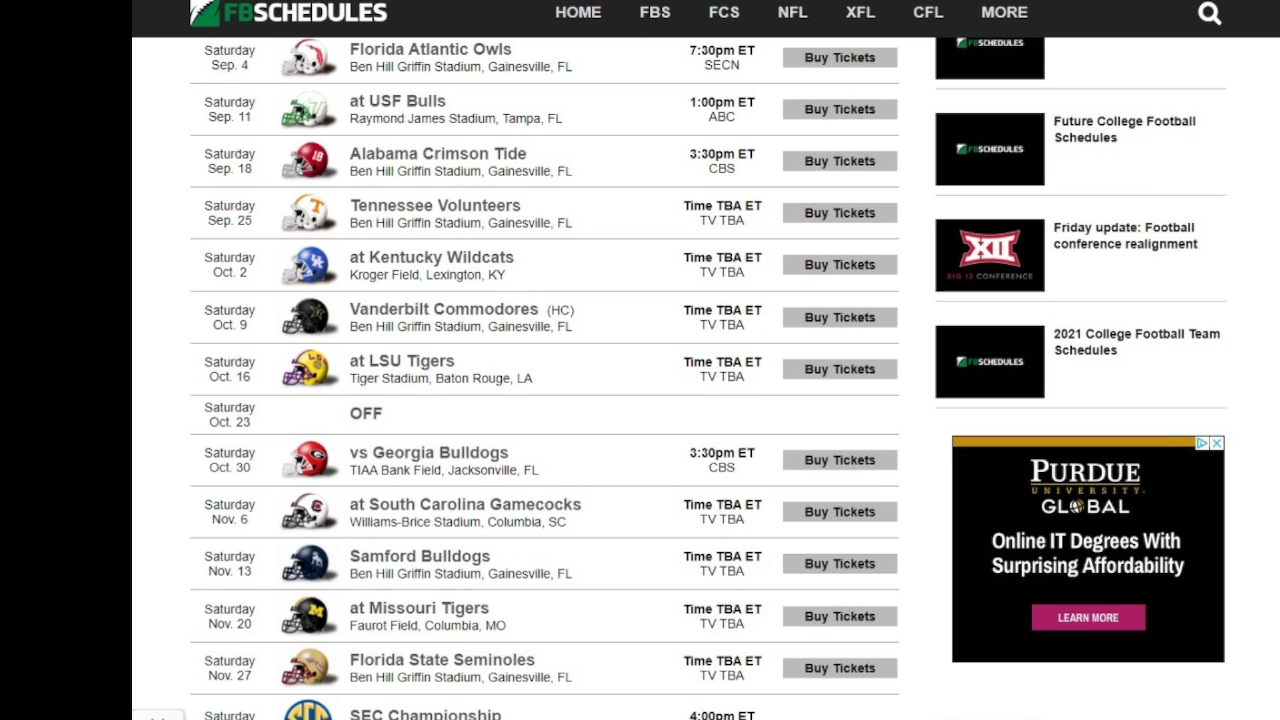 FBSCHEDULES
HOME FBS FCS NFL XFL CFL MORE
Saturday Florida Atlantic Owls 7:30pm ET Buy Tickets
Sep. 4 Ben Hill Griffin Stadium, Gainesville, FL SECN
Saturday at USF Bulls 1:00pm ET Buy Tickets
Sep. 11 Raymond James Stadium, Tampa, FL ABC
Saturday Alabama Crimson Tide 3:30pm ET Buy Tickets
Sep. 18 Ben Hill Griffin Stadium, Gainesville, FL CBS
Saturday Tennessee Volunteers Time TBA ET Buy Tickets
Sep. 25 Ben Hill Griffin Stadium, Gainesville, FL TV TBA
Saturday at Kentucky Wildcats Time TBA ET Buy Tickets
Oct. 2 Kroger Field, Lexington, KY TV TBA
Saturday Vanderbilt Commodores (HC) Time TBA ET Buy Tickets
Oct. 9 Ben Hill Griffin Stadium, Gainesville, FL TV TBA
Saturday at LSU Tigers Time TBA ET Buy Tickets
Oct. 16 Tiger Stadium, Baton Rouge, LA TV TBA
Saturday OFF
Oct. 23
Saturday vs Georgia Bulldogs 3:30pm ET Buy Tickets
Oct. 30 TIAA Bank Field, Jacksonville, FL CBS
Saturday at South Carolina Gamecocks Time TBA ET Buy Tickets
Nov. 6 Williams-Brice Stadium, Columbia, SC TV TBA
Saturday Samford Bulldogs Time TBA ET Buy Tickets
Nov. 13 Ben Hill Griffin Stadium, Gainesville, FL TV TBA
Saturday at Missouri Tigers Time TBA ET Buy Tickets
Nov. 20 Faurot Field, Columbia, MO TV TBA
Saturday Florida State Seminoles Time TBA ET Buy Tickets
Nov. 27 Ben Hill Griffin Stadium, Gainesville, FL TV TBA
Saturday SEC Championship 4:00pm ET
FBSCHEDULES
FBSCHEDULES
Future College Football
Schedules
XII
BIG 12 CONFERENCE
Friday update: Football
conference realignment
FBSCHEDULES
2021 College Football Team
Schedules
PURDUE
UNIVERSITY
GLOBAL
Online IT Degrees With
Surprising Affordability
LEARN MORE